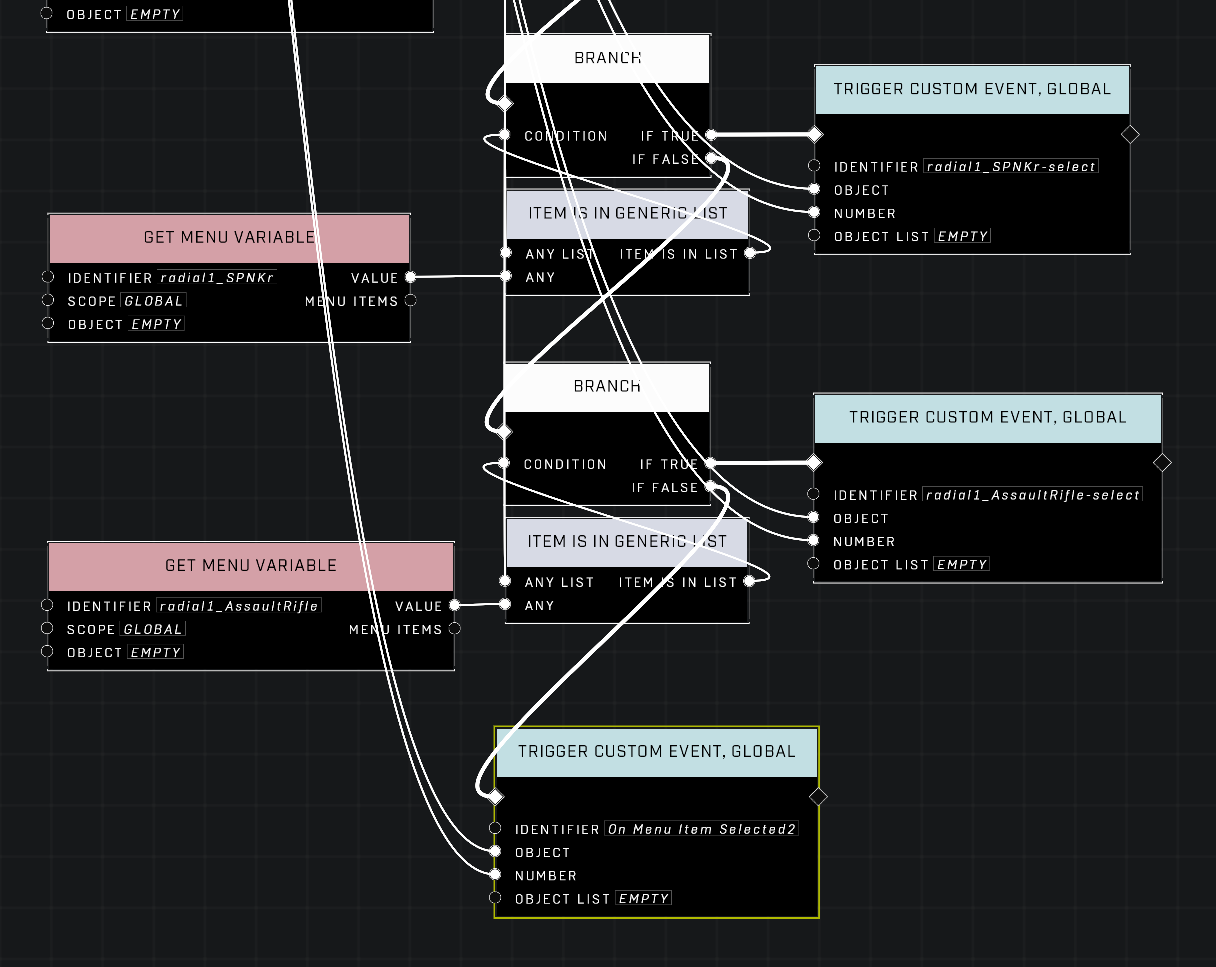 OBJECT EMPTY
BRANCH
CONDITION IF TRUE
IF FALSE
TRIGGER CUSTOM EVENT, GLOBAL
IDENTIFIER radial1_SPNKr-select
OBJECT
NUMBER
OBJECT LIST EMPTY
GET MENU VARIABLE
IDENTIFIER radial1_SPNKr VALUE
SCOPE GLOBAL MENU ITEMS
OBJECT EMPTY
ITEM IS IN GENERIC LIST
ANY LIST ITEM IS IN LIST
ANY
BRANCH
CONDITION IF TRUE
IF FALSE
TRIGGER CUSTOM EVENT, GLOBAL
IDENTIFIER radial1_AssaultRifle-select
OBJECT
NUMBER
OBJECT LIST EMPTY
GET MENU VARIABLE
IDENTIFIER radial1_AssaultRifle VALUE
SCOPE GLOBAL MENU ITEMS
OBJECT EMPTY
ITEM IS IN GENERIC LIST
ANY LIST ITEM IS IN LIST
ANY
TRIGGER CUSTOM EVENT, GLOBAL
IDENTIFIER On Menu Item Selected2
OBJECT
NUMBER
OBJECT LIST EMPTY